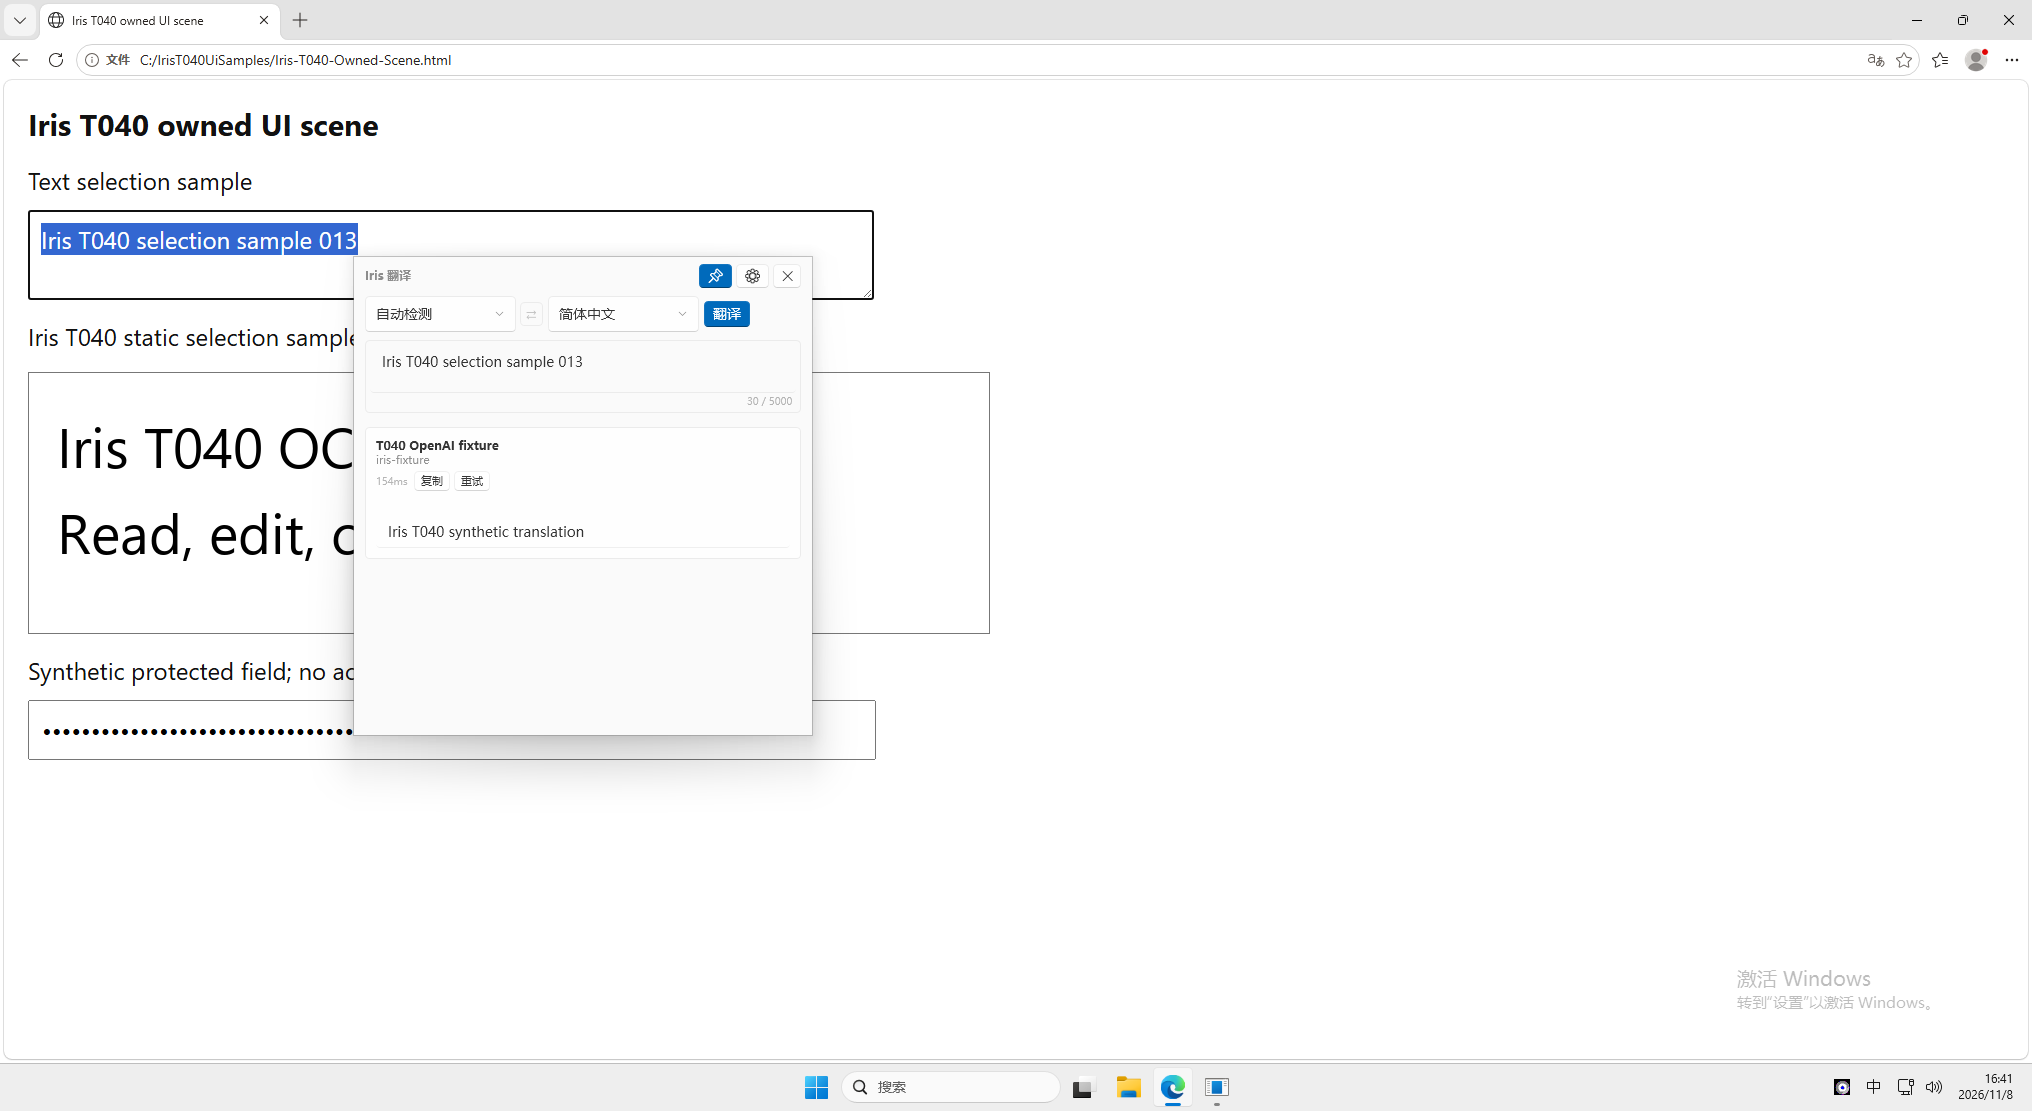 Iris T040 owned UI scene
文件 C:/IrisT040UiSamples/Iris-T040-Owned-Scene.html
Iris T040 owned UI scene
Text selection sample
Iris T040 selection sample 013
Iris 翻译
自动检测
简体中文
翻译
Iris T040 selection sample 013
30 / 5000
T040 OpenAI fixture
iris-fixture
154ms 复制 重试
Iris T040 synthetic translation
Iris T040 static selection sample
Iris T040 OC
Read, edit,
Synthetic protected field; no
激活 Windows
转到“设置”以激活 Windows。
搜索
中
16:41
2026/11/8